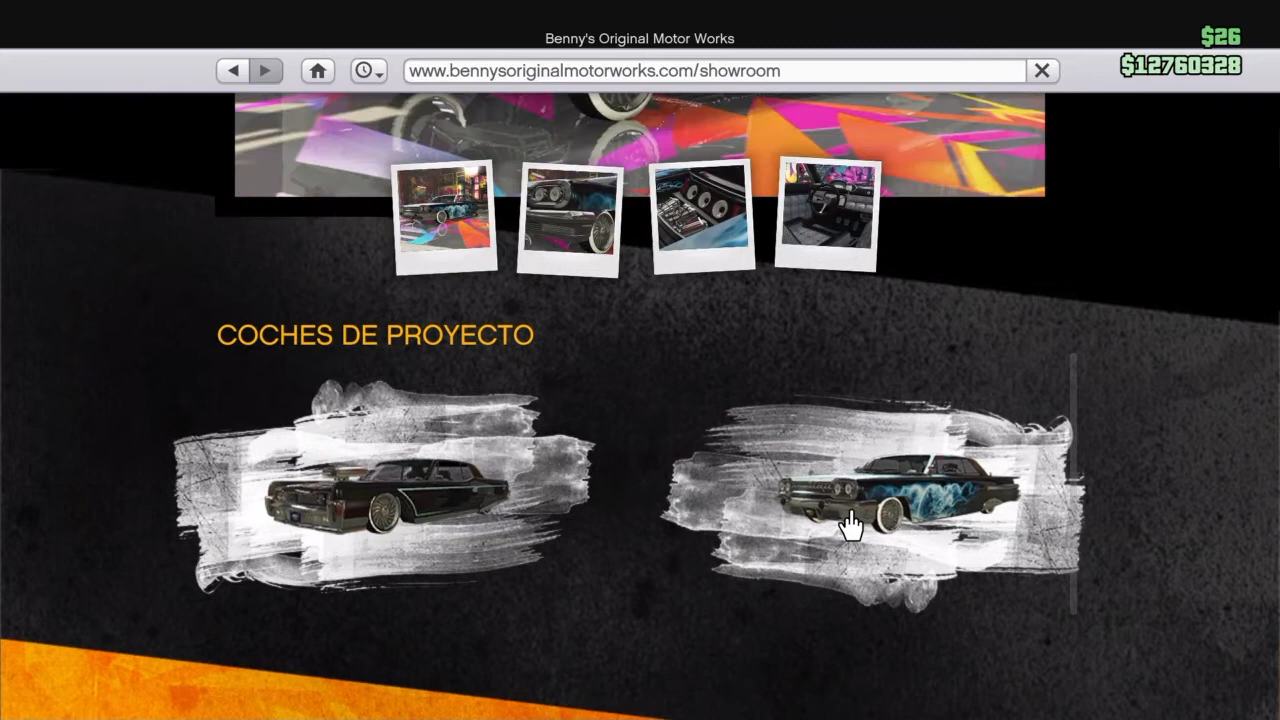 Benny's Original Motor Works
$26
www.bennysoriginalmotorworks.com/showroom
$12760328
COCHES DE PROYECTO